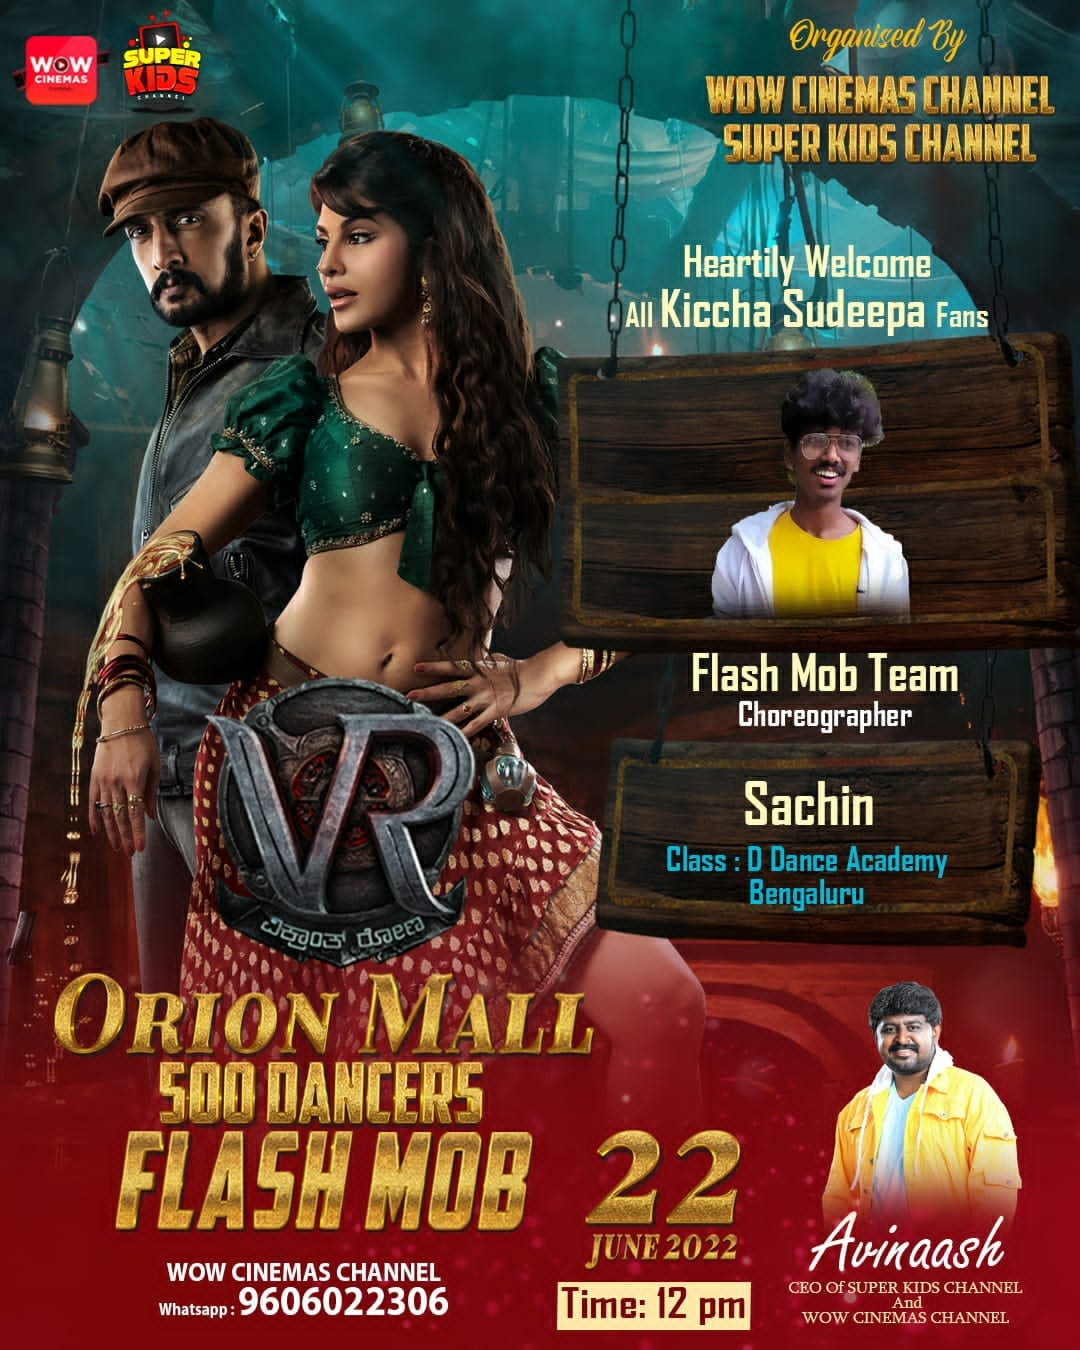 WOW
CINEMAS
CHANNEL
SUPER
KIDS
CHANNEL
Organised By
WOW CINEMAS CHANNEL
SUPER KIDS CHANNEL
Heartily Welcome
All Kiccha Sudeepa Fans
Flash Mob Team
Choreographer
Sachin
Class : D Dance Academy
Bengaluru
VR
ವಿಕ್ರಾಂತ್ ರೋಣ
ORION MALL
500 DANCERS
FLASH MOB
22
JUNE 2022
Time: 12 pm
WOW CINEMAS CHANNEL
Whatsapp : 9606022306
Avinaash
CEO Of SUPER KIDS CHANNEL
And
WOW CINEMAS CHANNEL